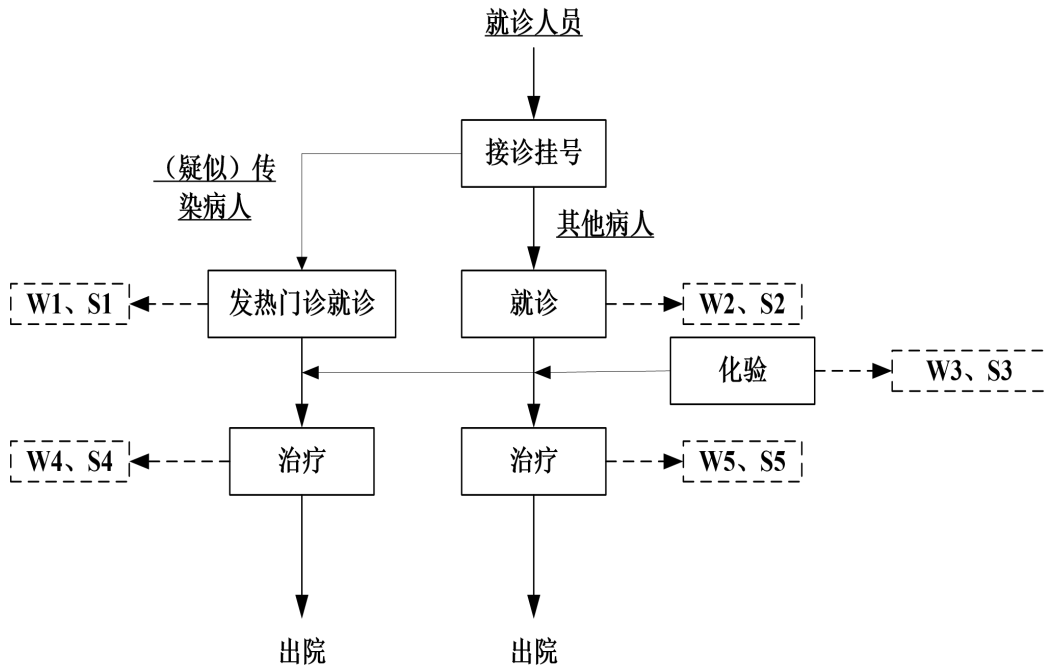 就诊人员
接诊挂号
（疑似）传
染病人
其他病人
W1、S1
发热门诊就诊
就诊
W2、S2
化验
W3、S3
W4、S4
治疗
治疗
W5、S5
出院
出院